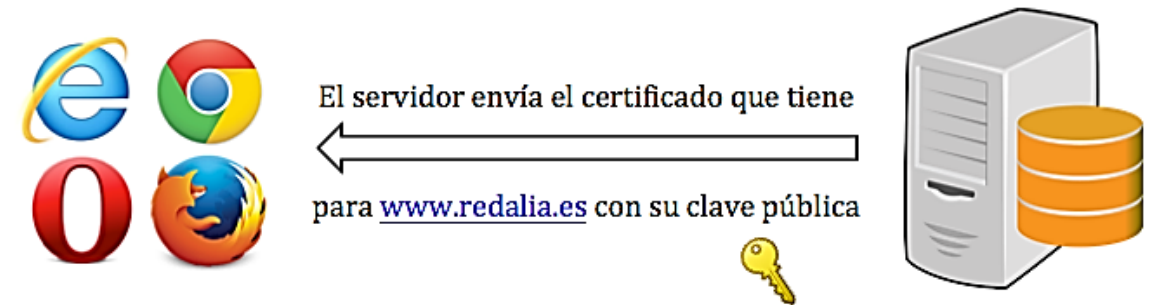 El servidor envía el certificado que tiene
para www.redalia.es con su clave pública